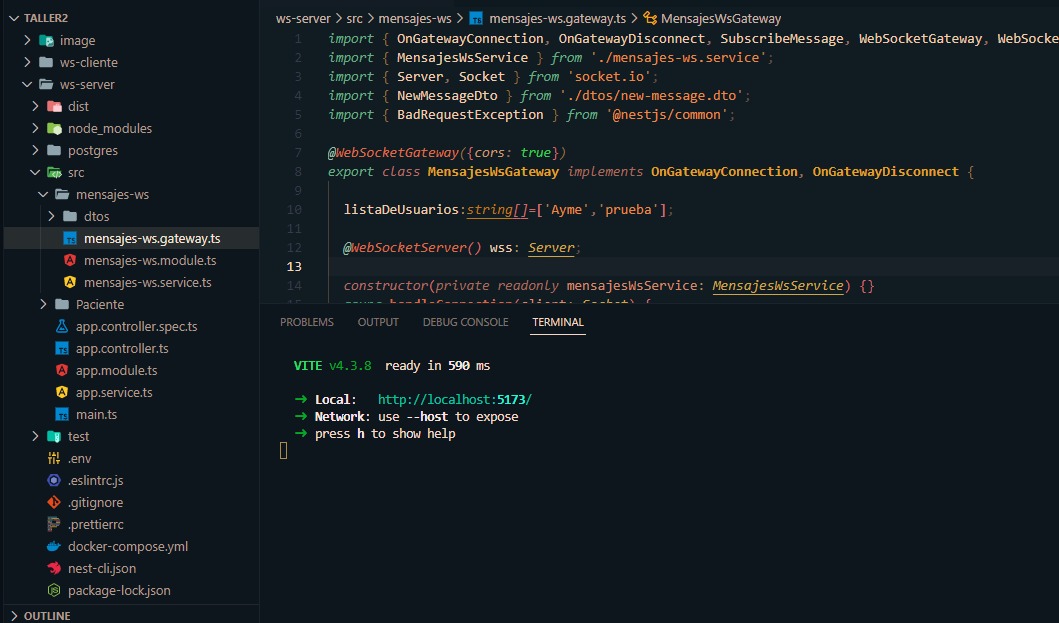 TALLER2
image
ws-cliente
ws-server
dist
node_modules
postgres
src
mensajes-ws
dtos
mensajes-ws.gateway.ts
mensajes-ws.module.ts
mensajes-ws.service.ts
Paciente
app.controller.spec.ts
app.controller.ts
app.module.ts
app.service.ts
main.ts
test
.env
.eslintrc.js
.gitignore
.prettierrc
docker-compose.yml
nest-cli.json
package-lock.json
OUTLINE
ws-server > src > mensajes-ws > mensajes-ws.gateway.ts > MensajesWsGateway
1 import { OnGatewayConnection, OnGatewayDisconnect, SubscribeMessage, WebSocketGateway, WebSocke
2 import { MensajesWsService } from './mensajes-ws.service';
3 import { Server, Socket } from 'socket.io';
4 import { NewMessageDto } from './dtos/new-message.dto';
5 import { BadRequestException } from '@nestjs/common';
6
7 @WebSocketGateway({cors: true})
8 export class MensajesWsGateway implements OnGatewayConnection, OnGatewayDisconnect {
9
10 listaDeUsuarios:string[]=['Ayme','prueba'];
11
12 @WebSocketServer() wss: Server;
13
14 constructor(private readonly mensajesWsService: MensajesWsService) {}
15 async handleConnection(client: Socket) {
PROBLEMS OUTPUT DEBUG CONSOLE TERMINAL
VITE v4.3.8 ready in 590 ms
➜ Local: http://localhost:5173/
➜ Network: use --host to expose
➜ press h to show help